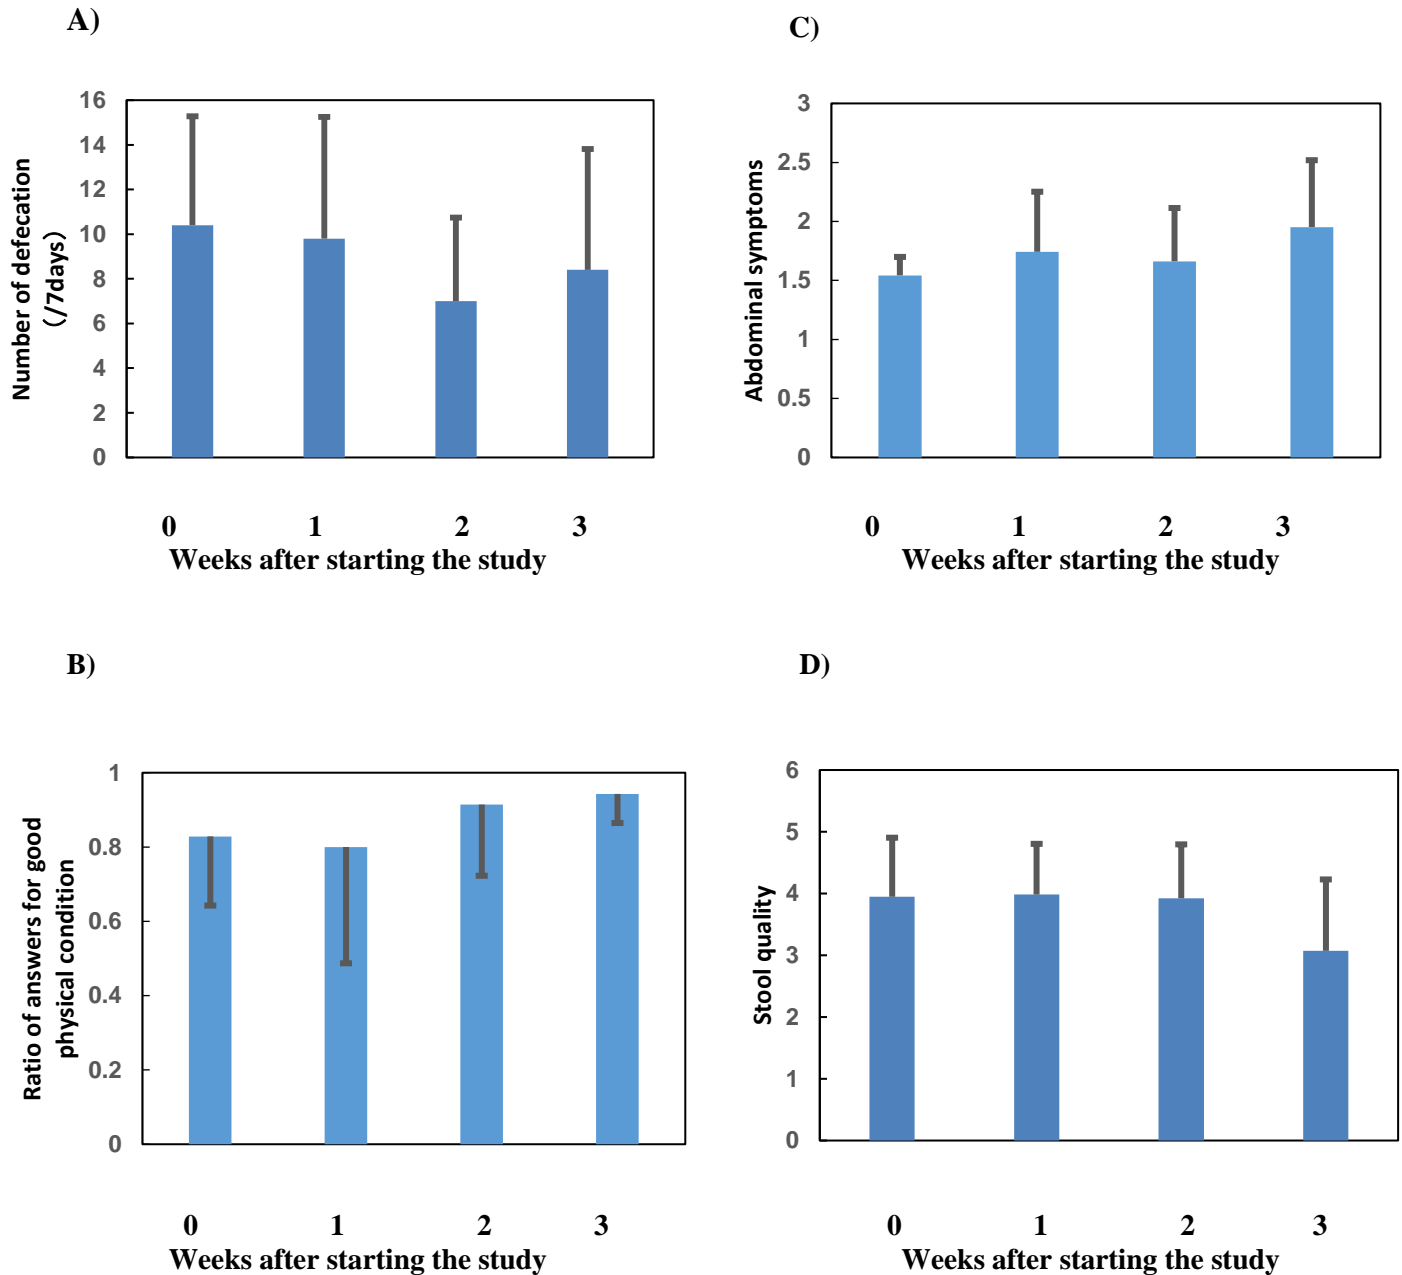 A)
16
14
12
10
8
6
4
2
0
Number of defecation
(/7days)
0 1 2 3
Weeks after starting the study
C)
3
2.5
2
1.5
1
0.5
0
Abdominal symptoms
0 1 2 3
Weeks after starting the study
B)
1
0.8
0.6
0.4
0.2
0
Ratio of answers for good
physical condition
0 1 2 3
Weeks after starting the study
D)
6
5
4
3
2
1
0
Stool quality
0 1 2 3
Weeks after starting the study